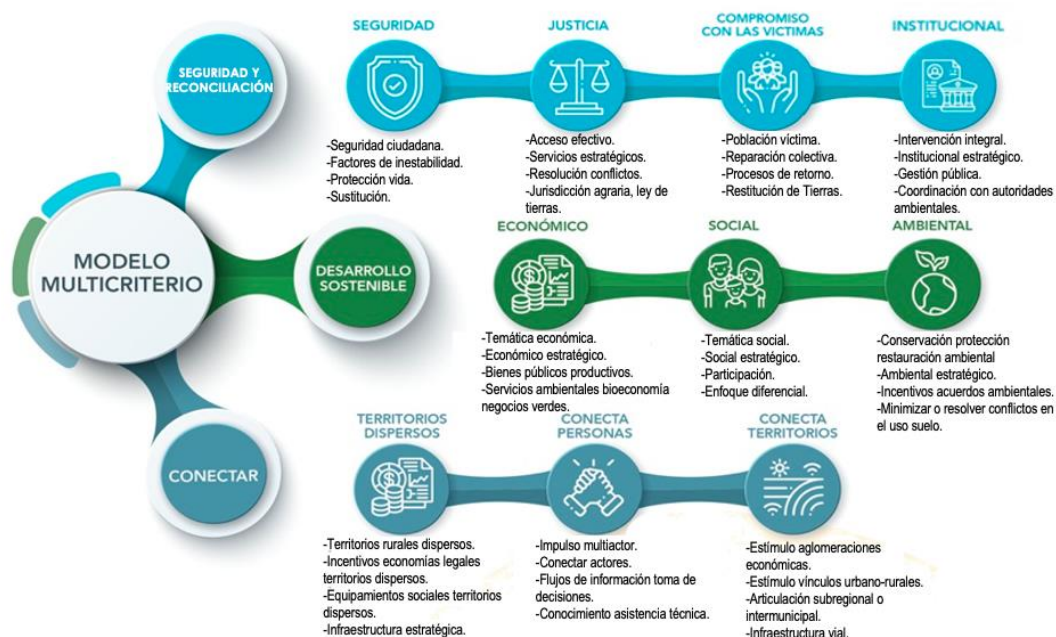 SEGURIDAD
JUSTICIA
COMPROMISO
CON LAS VICTIMAS
INSTITUCIONAL
SEGURIDAD Y
RECONCILIACIÓN
-Seguridad ciudadana.
-Factores de inestabilidad.
-Protección vida.
-Sustitución.
-Acceso efectivo.
-Servicios estratégicos.
-Resolución conflictos.
-Jurisdicción agraria, ley de
tierras.
-Población víctima.
-Reparación colectiva.
-Procesos de retorno.
-Restitución de Tierras.
-Intervención integral.
-Institucional estratégico.
-Gestión pública.
-Coordinación con autoridades
ambientales.
MODELO
MULTICRITERIO
ECONÓMICO
SOCIAL
AMBIENTAL
DESARROLLO
SOSTENIBLE
-Temática económica.
-Económico estratégico.
-Bienes públicos productivos.
-Servicios ambientales bioeconomía
negocios verdes.
-Temática social.
-Social estratégico.
-Participación.
-Enfoque diferencial.
-Conservación protección
restauración ambiental
-Ambiental estratégico.
-Incentivos acuerdos ambientales.
-Minimizar o resolver conflictos en
el uso suelo.
TERRITORIOS
DISPERSOS
CONECTA
PERSONAS
CONECTA
TERRITORIOS
CONECTAR
-Territorios rurales dispersos.
-Incentivos economías legales
territorios dispersos.
-Equipamientos sociales territorios
dispersos.
-Infraestructura estratégica.
-Impulso multiactor.
-Conectar actores.
-Flujos de información toma de
decisiones.
-Conocimiento asistencia técnica.
-Estímulo aglomeraciones
económicas.
-Estímulo vínculos urbano-rurales.
-Articulación subregional o
intermunicipal.
-Infraestructura vial.